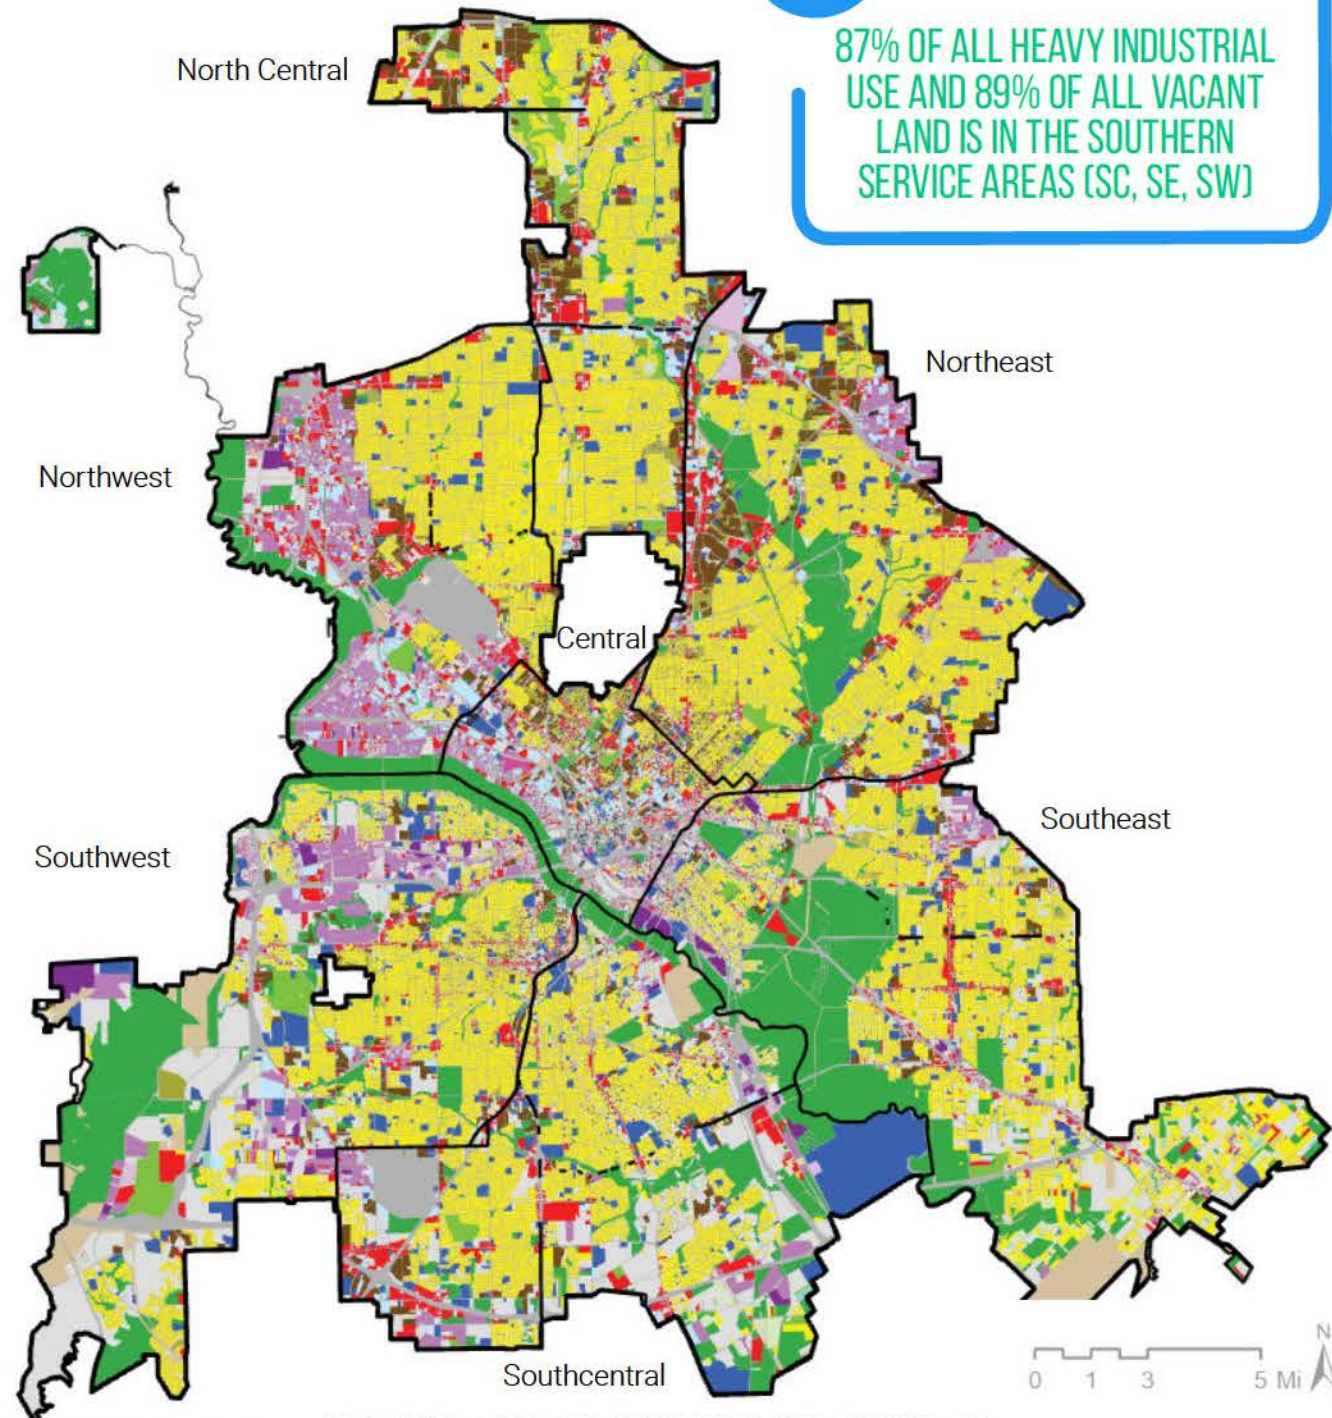 87% OF ALL HEAVY INDUSTRIAL
USE AND 89% OF ALL VACANT
LAND IS IN THE SOUTHERN
SERVICE AREAS (SC, SE, SW)
North Central
Northeast
Northwest
Central
Southeast
Southwest
Southcentral
N
0 1 3 5 Mi